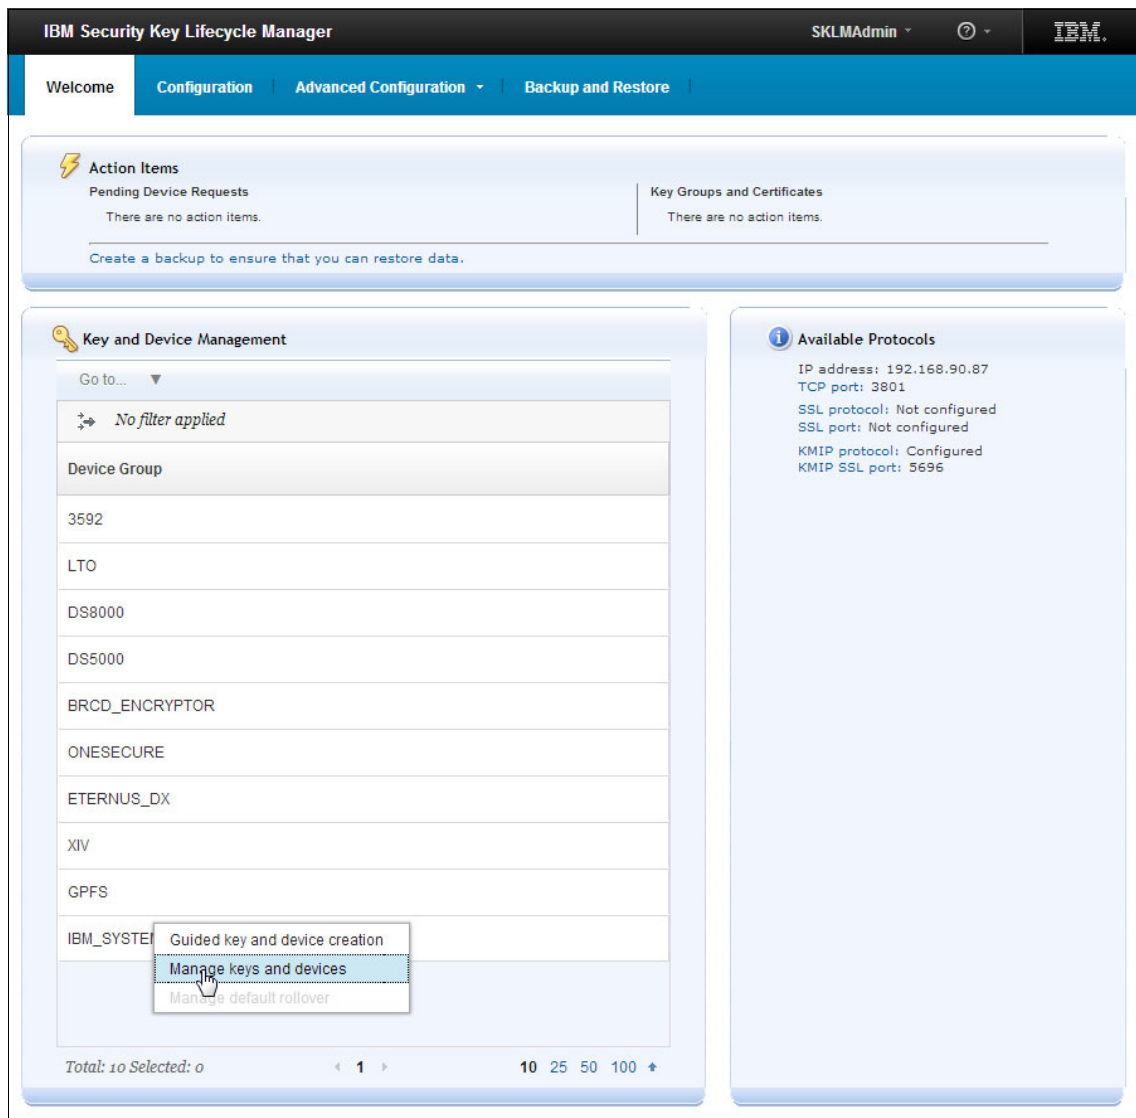 IBM Security Key Lifecycle Manager
SKLMAdmin
IBM.
Welcome
Configuration
Advanced Configuration
Backup and Restore
Action Items
Pending Device Requests
There are no action items.
Key Groups and Certificates
There are no action items.
Create a backup to ensure that you can restore data.
Key and Device Management
Go to...
No filter applied
Device Group
3592
LTO
DS8000
DS5000
BRCD_ENCRYPTOR
ONESECURE
ETERNUS_DX
XIV
GPFS
Guided key and device creation
Manage keys and devices
Manage default rollover
Total: 10 Selected: 0
1
10 25 50 100
Available Protocols
IP address: 192.168.90.87
TCP port: 3801
SSL protocol: Not configured
SSL port: Not configured
KMIP protocol: Configured
KMIP SSL port: 5696